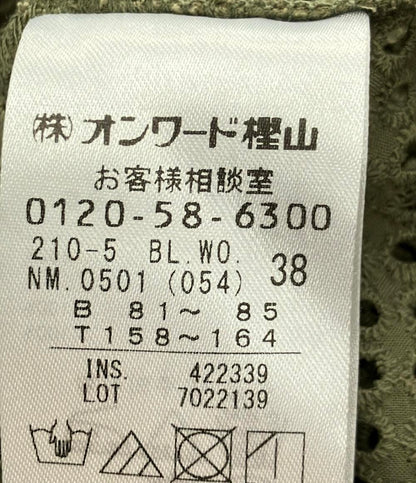 (株)オンワード樫山
お客様相談室
0120-58-6300
210-5 BL.WO.
NM.0501 (054) 38
B 81～ 85
T158～164
INS. 422339
LOT 7022139